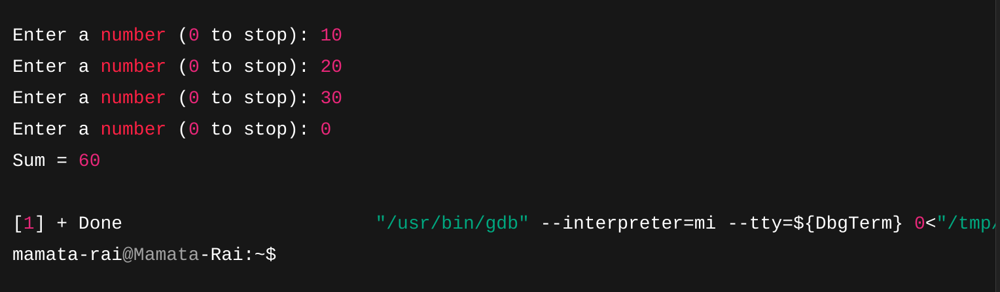 Enter a number (0 to stop): 10
Enter a number (0 to stop): 20
Enter a number (0 to stop): 30
Enter a number (0 to stop): 0
Sum = 60
[1] + Done                       "/usr/bin/gdb" --interpreter=mi --tty=${DbgTerm} 0<"/tmp/
mamata-rai@Mamata-Rai:~$